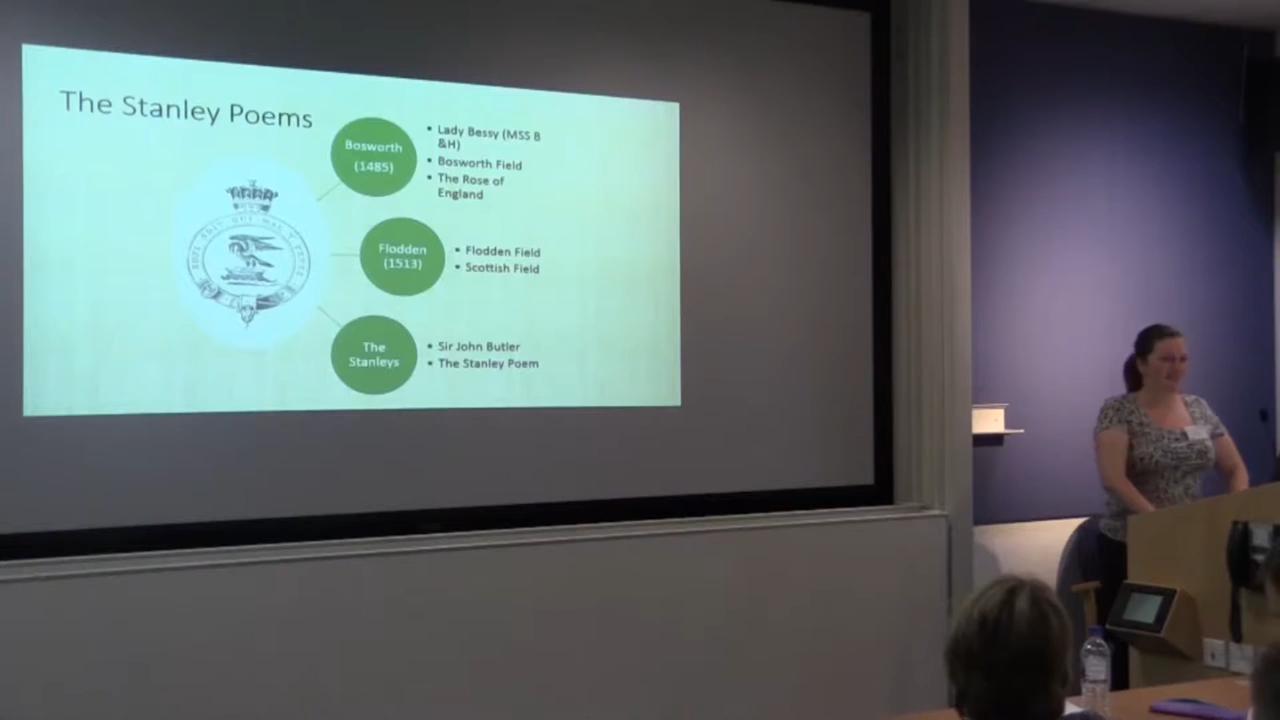 The Stanley Poems
Bosworth
(1485)
• Lady Bessy (MSS B
&H)
• Bosworth Field
• The Rose of
England
Flodden
(1513)
• Flodden Field
• Scottish Field
The
Stanleys
• Sir John Butler
• The Stanley Poem